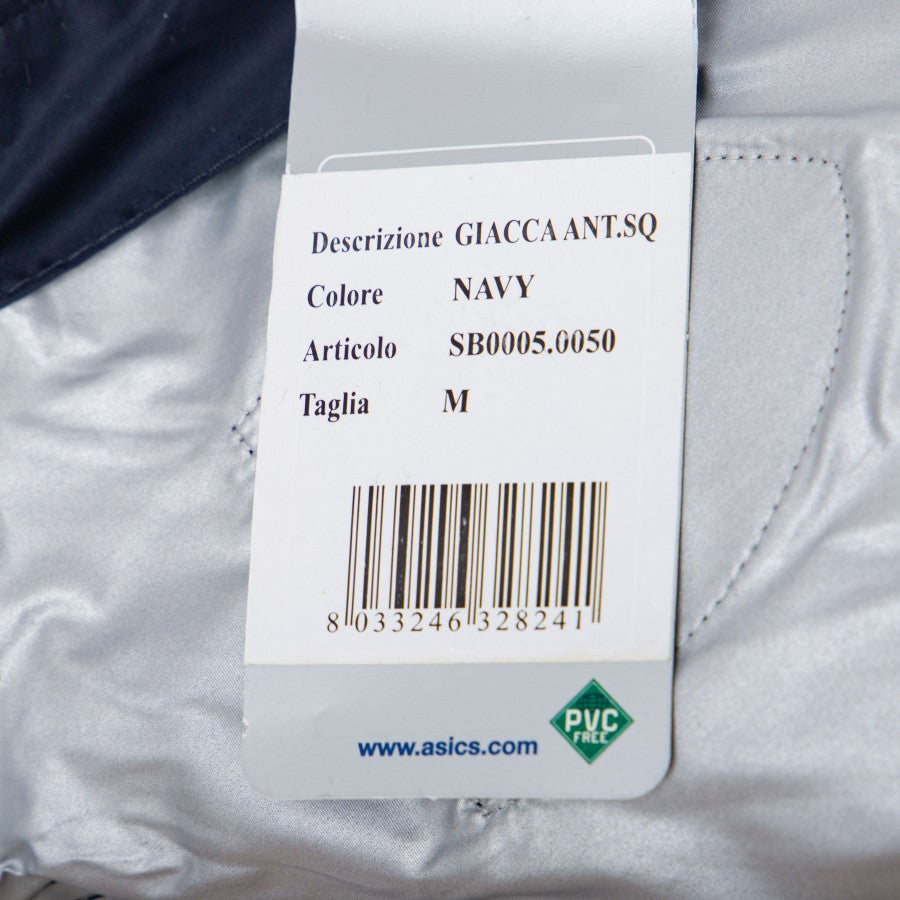 Descrizione GIACCA ANT.SQ
Colore NAVY
Articolo SB0005.0050
Taglia M
8 033246 328241
www.asics.com
PVC
FREE